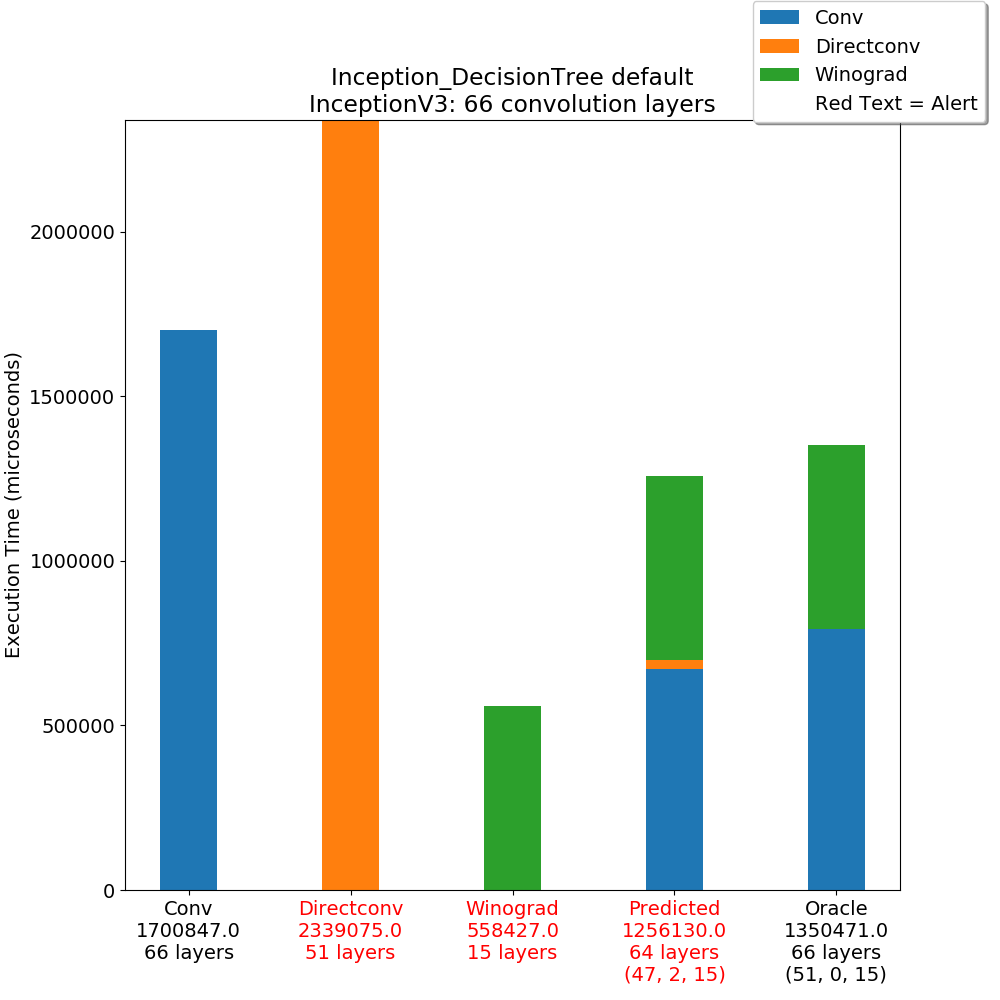 Conv
Directconv
Winograd
Red Text = Alert
Inception_DecisionTree default
InceptionV3: 66 convolution layers
Execution Time (microseconds)
2000000
1500000
1000000
500000
0
Conv
1700847.0
66 layers
Directconv
2339075.0
51 layers
Winograd
558427.0
15 layers
Predicted
1256130.0
64 layers
(47, 2, 15)
Oracle
1350471.0
66 layers
(51, 0, 15)